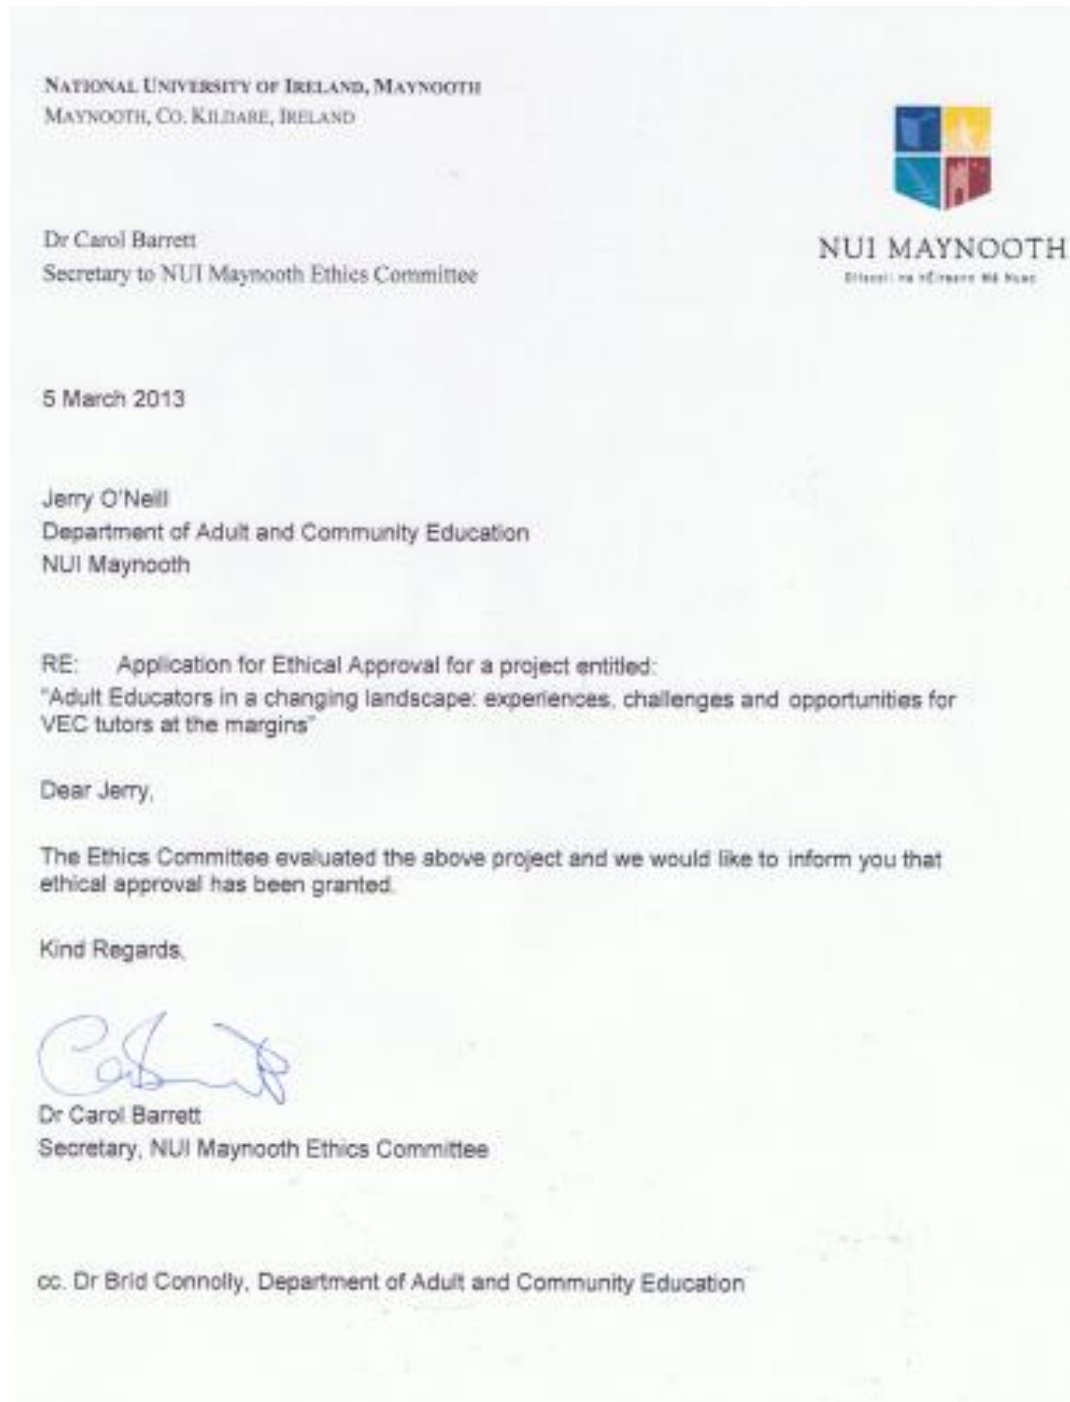 NATIONAL UNIVERSITY OF IRELAND, MAYNOOTH
MAYNOOTH, CO. KILDARE, IRELAND
Dr Carol Barrett
Secretary to NUI Maynooth Ethics Committee
NUI MAYNOOTH
Ollscoil na hÉireann Má Nuad
5 March 2013
Jerry O'Neill
Department of Adult and Community Education
NUI Maynooth
RE: Application for Ethical Approval for a project entitled:
"Adult Educators in a changing landscape: experiences, challenges and opportunities for
VEC tutors at the margins"
Dear Jerry,
The Ethics Committee evaluated the above project and we would like to inform you that
ethical approval has been granted.
Kind Regards,
Dr Carol Barrett
Secretary, NUI Maynooth Ethics Committee
cc. Dr Brid Connolly, Department of Adult and Community Education